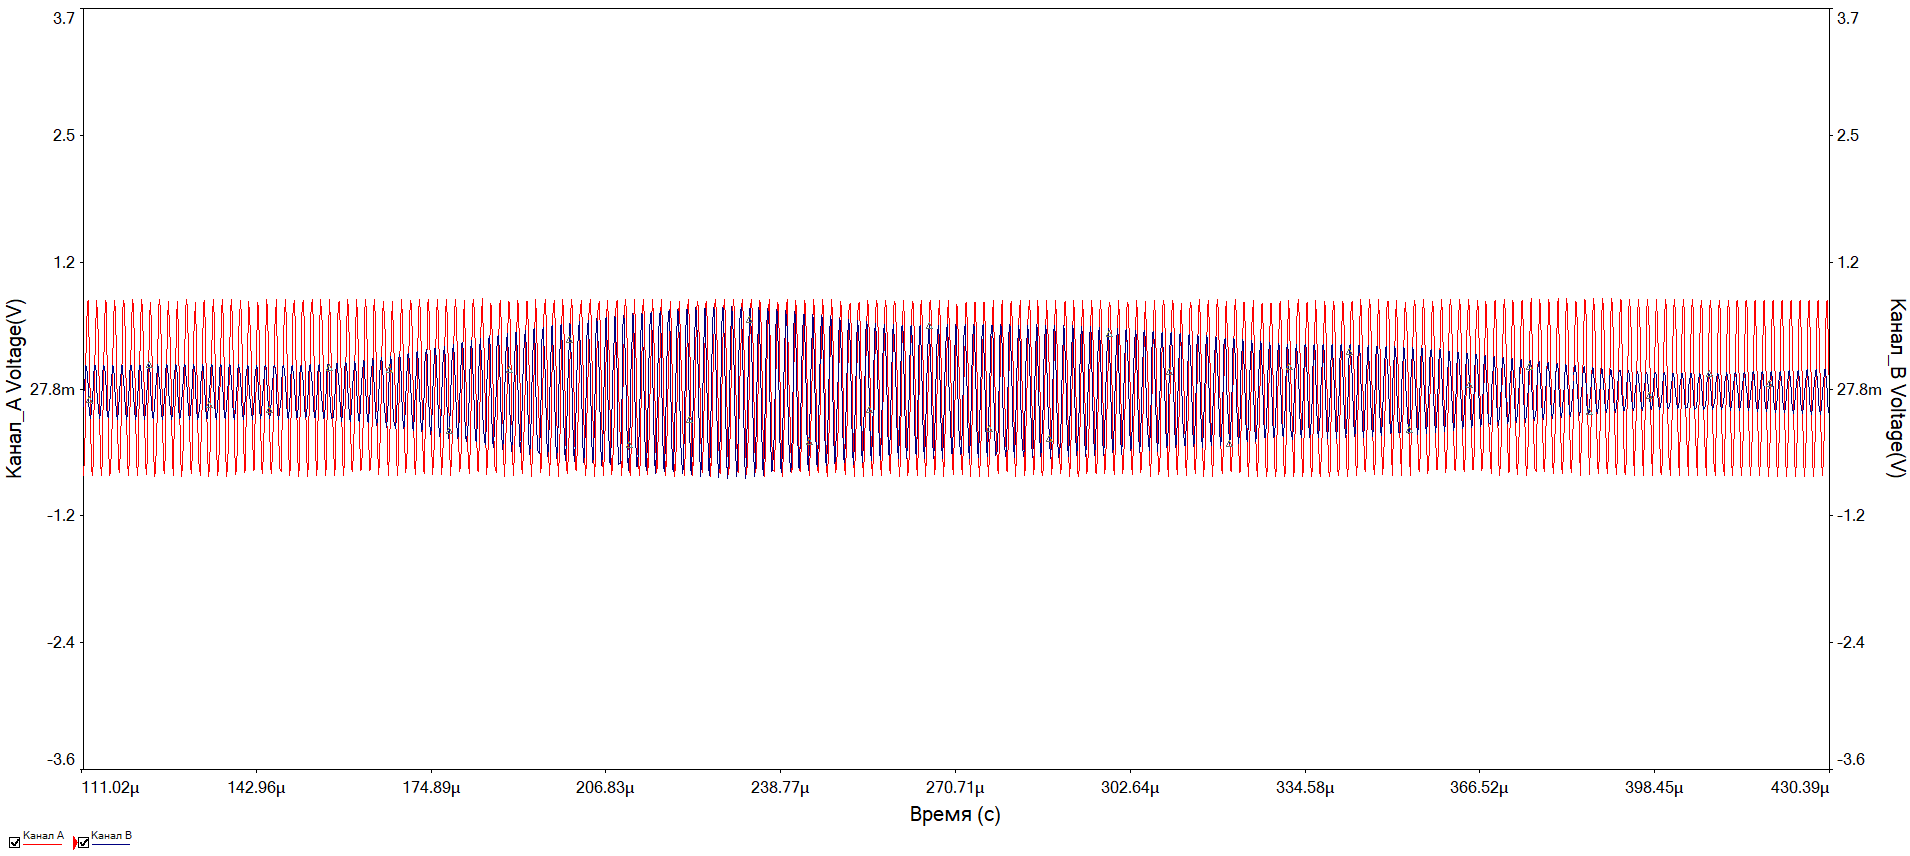 3.7
3.7
2.5
2.5
1.2
1.2
Канал_A Voltage(V)
27.8m
27.8m
Канал_B Voltage(V)
-1.2
-1.2
-2.4
-2.4
-3.6
-3.6
111.02µ 142.96µ 174.89µ 206.83µ 238.77µ 270.71µ 302.64µ 334.58µ 366.52µ 398.45µ 430.39µ
Время (с)
Канал A Канал B